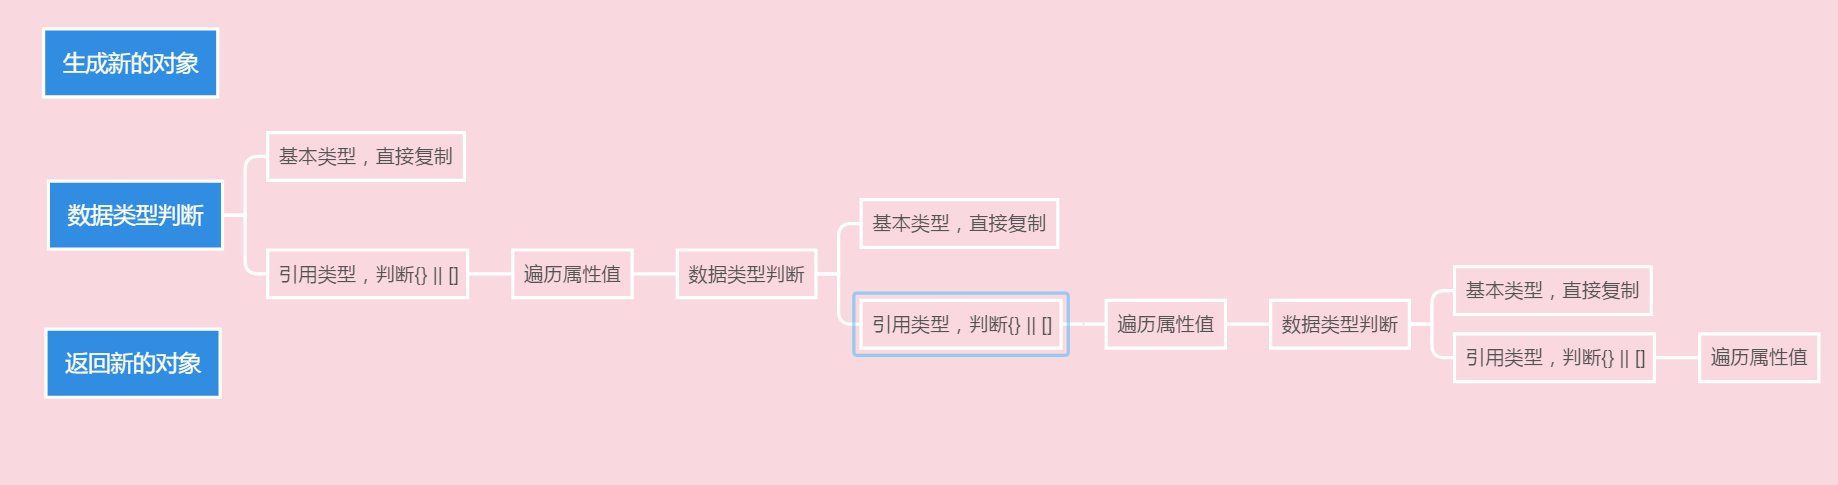 生成新的对象
数据类型判断
基本类型，直接复制
引用类型，判断{} || []
遍历属性值
数据类型判断
基本类型，直接复制
引用类型，判断{} || []
遍历属性值
数据类型判断
基本类型，直接复制
引用类型，判断{} || []
遍历属性值
返回新的对象